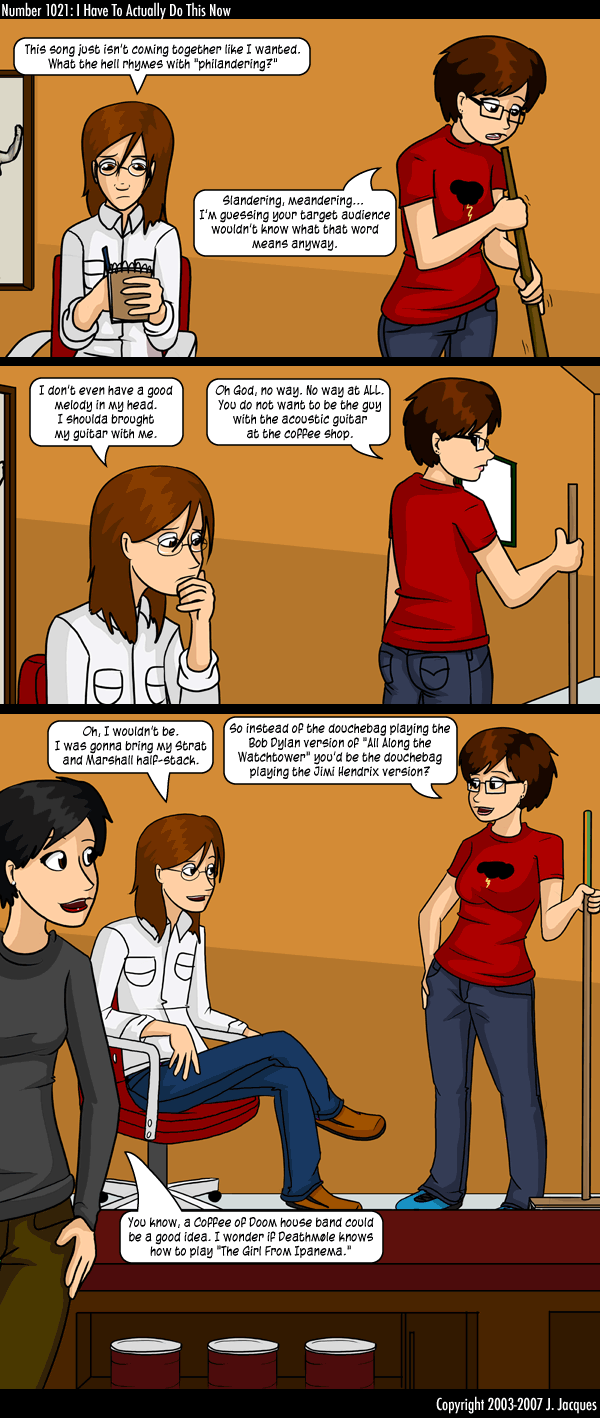 Number 1021: I Have To Actually Do This Now
This song just isn't coming together like I wanted.
What the hell rhymes with "philandering?"
Slandering, meandering...
I'm guessing your target audience
wouldn't know what that word
means anyway.
I don't even have a good
melody in my head.
I shoulda brought
my guitar with me.
Oh God, no way. No way at ALL.
You do not want to be the guy
with the acoustic guitar
at the coffee shop.
Oh, I wouldn't be.
I was gonna bring my Strat
and Marshall half-stack.
So instead of the douchebag playing the
Bob Dylan version of "All Along the
Watchtower" you'd be the douchebag
playing the Jimi Hendrix version?
You know, a Coffee of Doom house band could
be a good idea. I wonder if Deathmøle knows
how to play "The Girl From Ipanema."
Copyright 2003-2007 J. Jacques